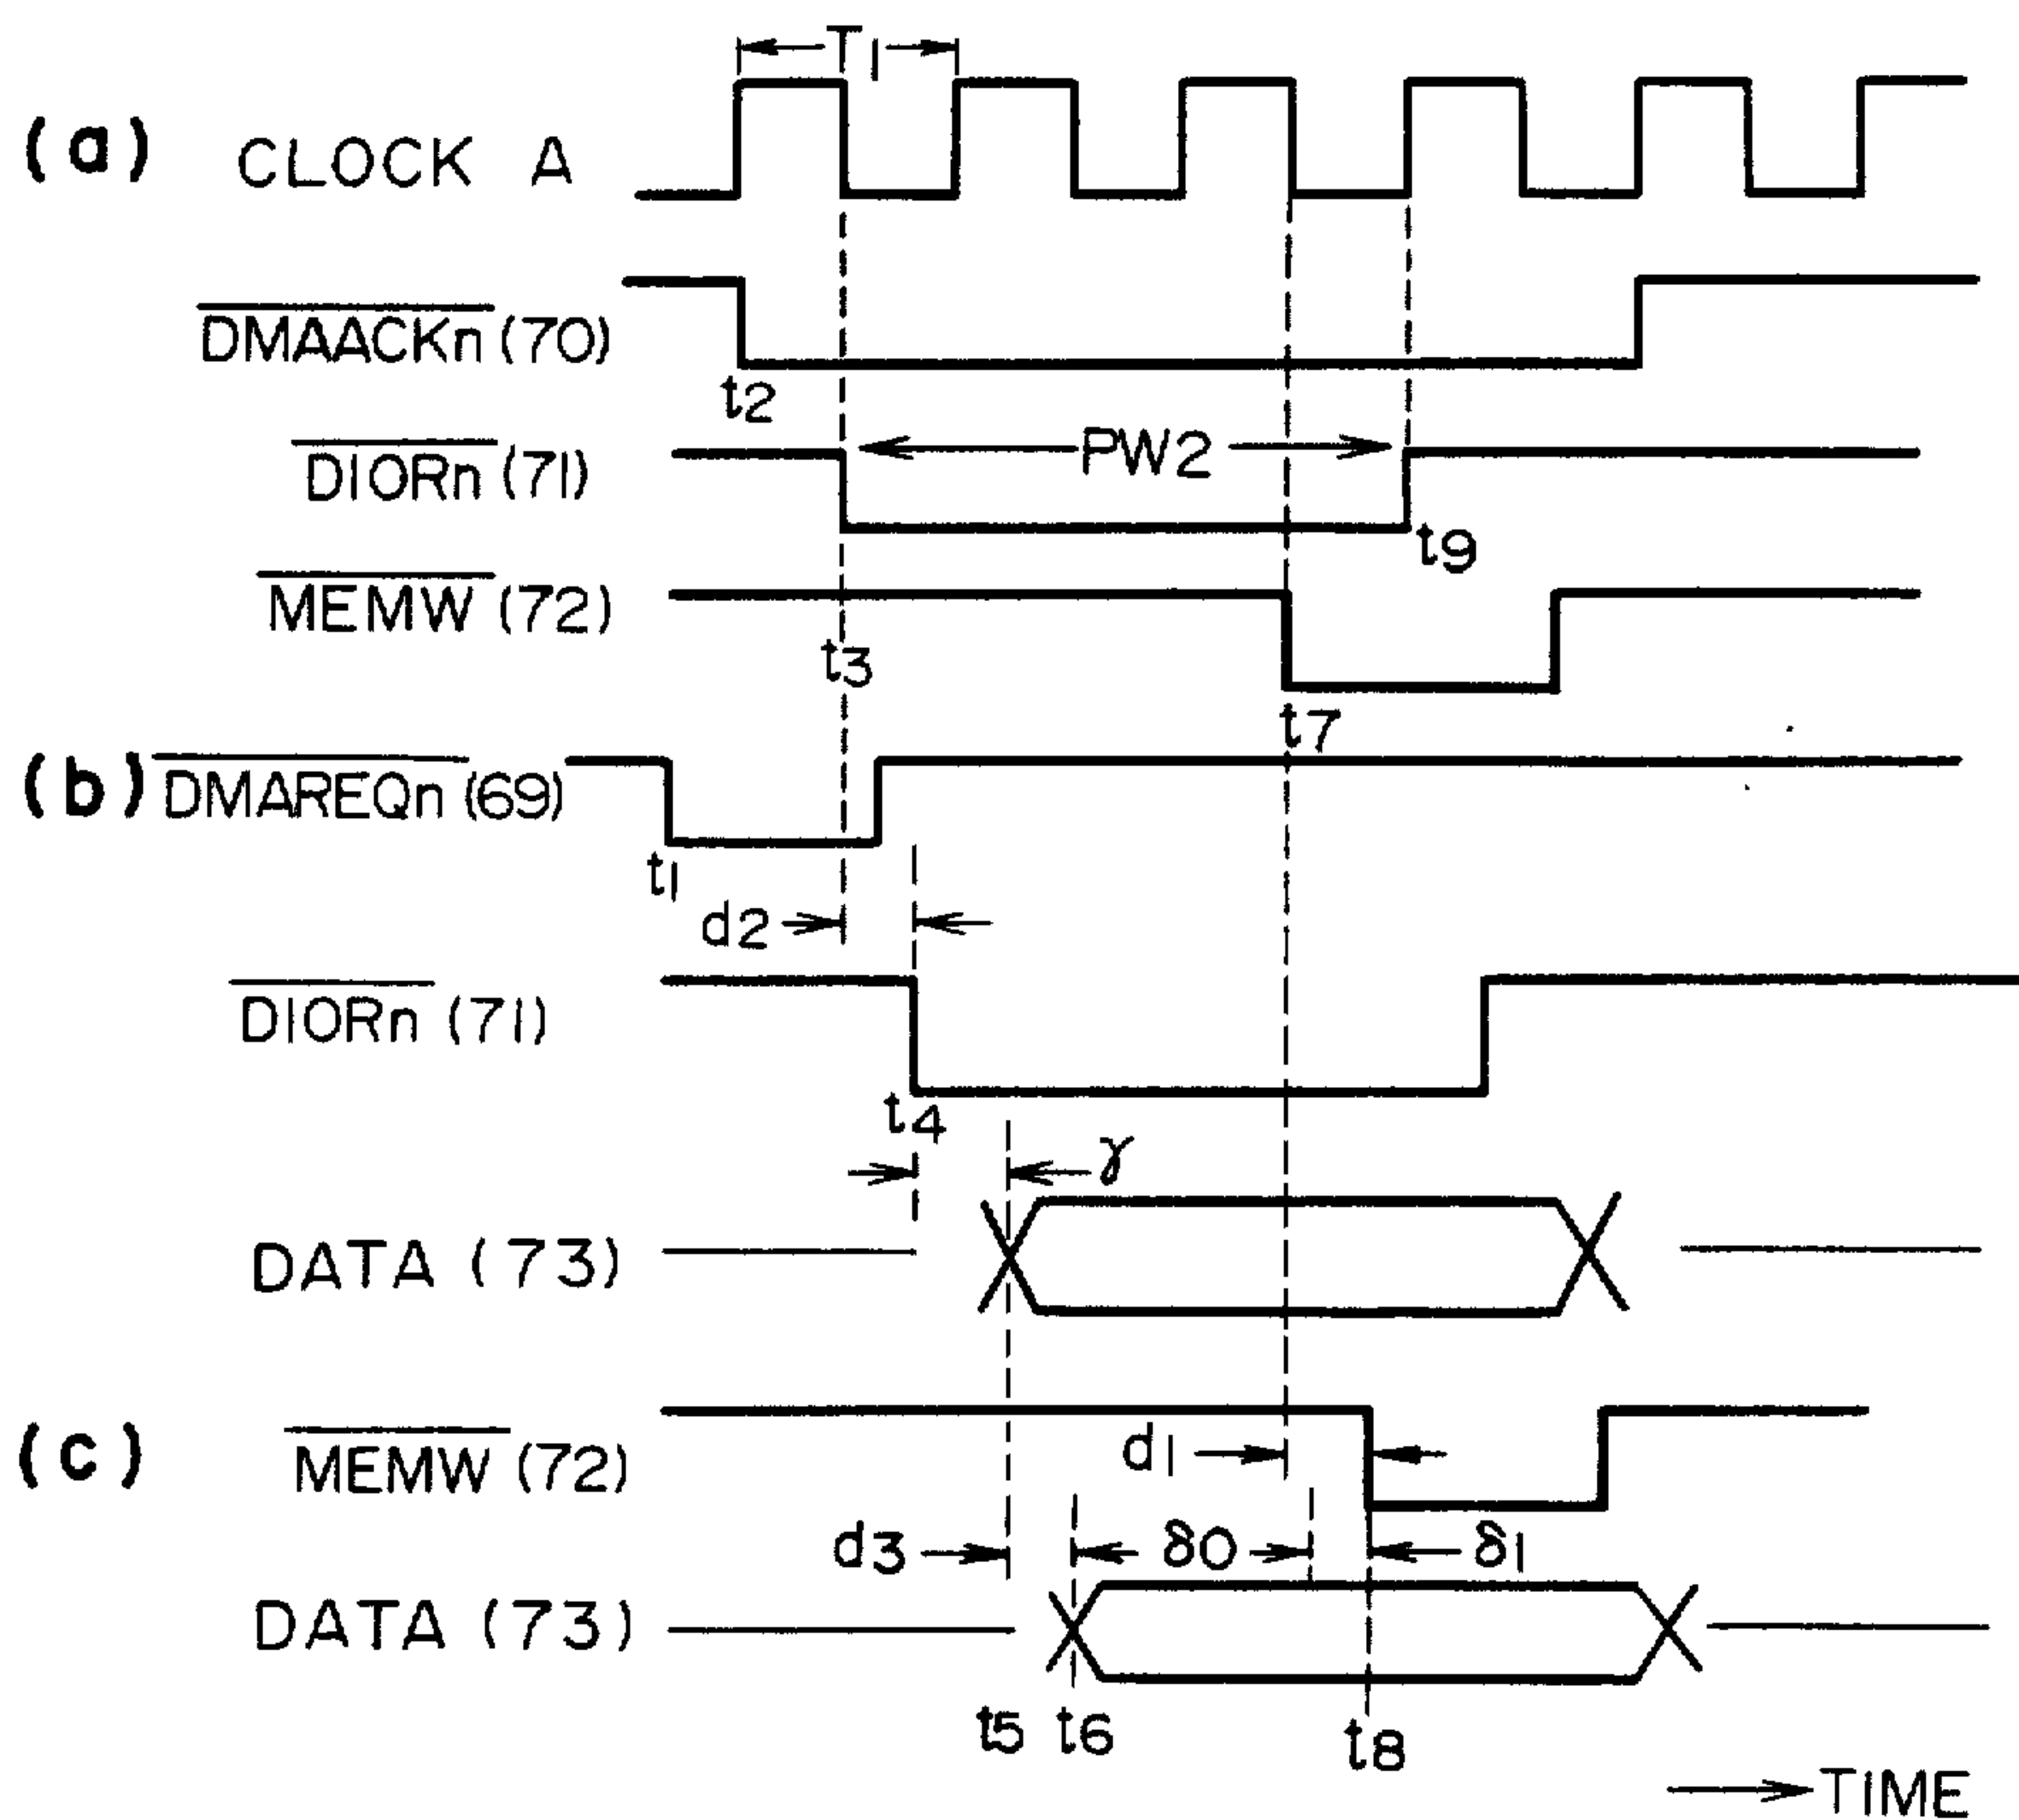 T1
(a) CLOCK A
DMAACKn (70)
t2
DIORn (71)
PW2
t9
MEMW (72)
t3
t7
(b) DMAREQn (69)
t1
d2
DIORn (71)
t4
γ
DATA (73)
(c) MEMW (72)
d1
d3 δ0 δ1
DATA (73)
t5 t6 t8
TIME